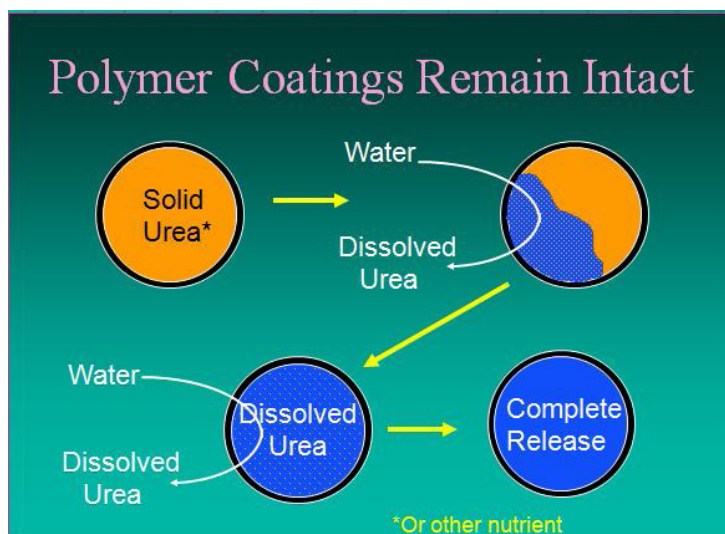 Polymer Coatings Remain Intact
Solid
Urea*
Water
Dissolved
Urea
Water
Dissolved
Urea
Dissolved
Urea
Complete
Release
*Or other nutrient